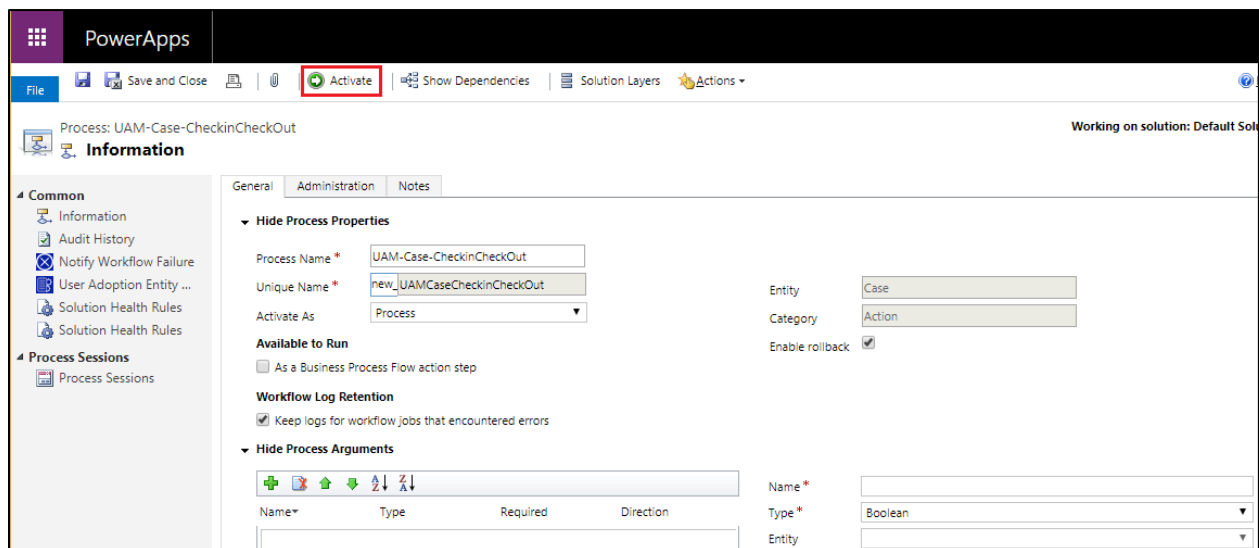 PowerApps
File Save and Close Activate Show Dependencies Solution Layers Actions
Process: UAM-Case-CheckinCheckOut
Working on solution: Default Solu
Information
Common
Information
Audit History
Notify Workflow Failure
User Adoption Entity ...
Solution Health Rules
Solution Health Rules
Process Sessions
Process Sessions
General Administration Notes
Hide Process Properties
Process Name * UAM-Case-CheckinCheckOut
Unique Name * new_ UAMCaseCheckinCheckOut
Activate As Process
Entity Case
Category Action
Enable rollback
Available to Run
As a Business Process Flow action step
Workflow Log Retention
Keep logs for workflow jobs that encountered errors
Hide Process Arguments
A Z Z A
Name Type Required Direction
Name *
Type * Boolean
Entity